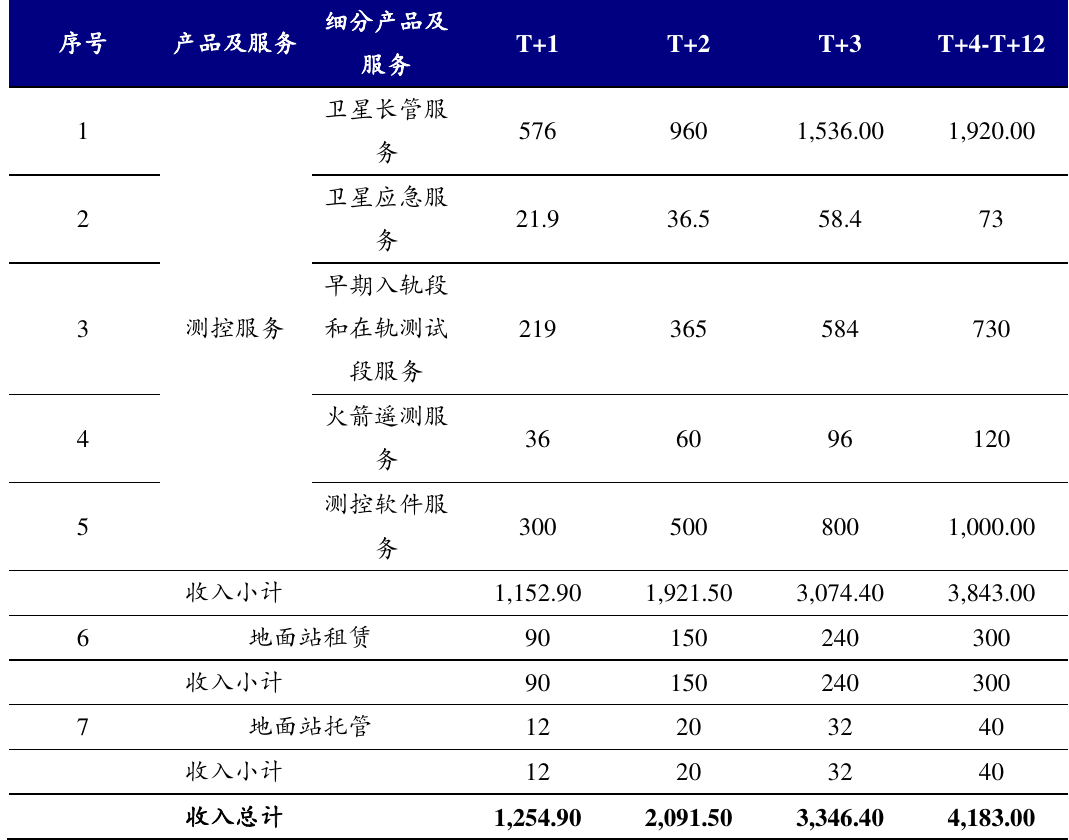 序号 产品及服务 细分产品及服务 T+1 T+2 T+3 T+4-T+12
1 测控服务 卫星长管服务 576 960 1,536.00 1,920.00
2 卫星应急服务 21.9 36.5 58.4 73
3 早期入轨段和在轨测试段服务 219 365 584 730
4 火箭遥测服务 36 60 96 120
5 测控软件服务 300 500 800 1,000.00
收入小计 1,152.90 1,921.50 3,074.40 3,843.00
6 地面站租赁 90 150 240 300
收入小计 90 150 240 300
7 地面站托管 12 20 32 40
收入小计 12 20 32 40
收入总计 1,254.90 2,091.50 3,346.40 4,183.00